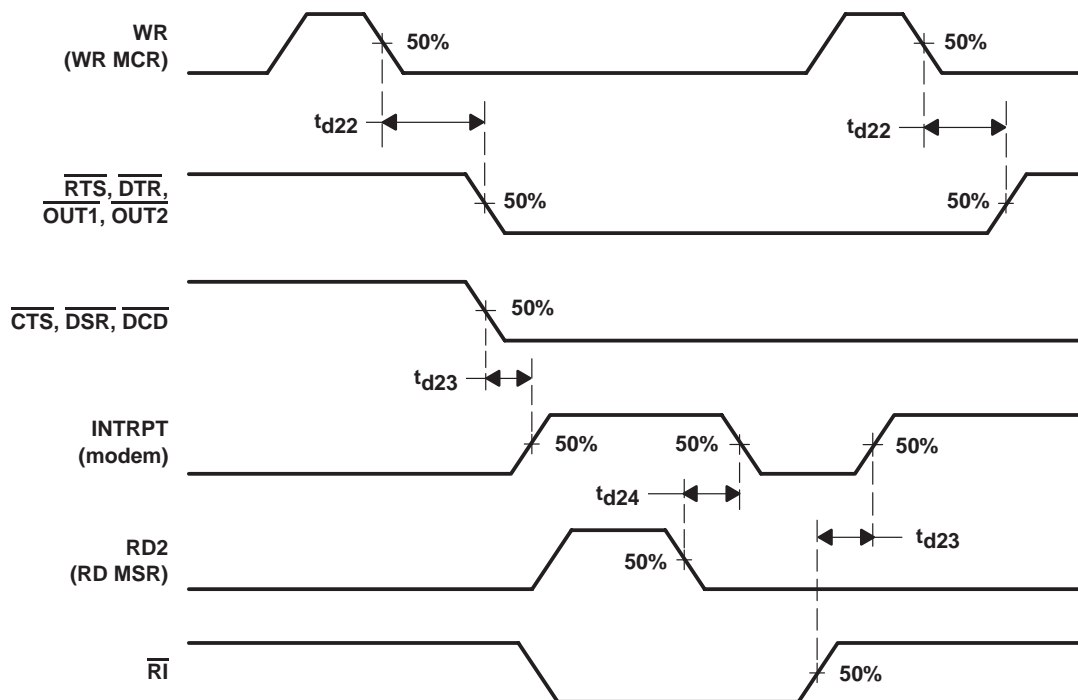 WR
(WR MCR)
50%
50%
td22
td22
RTS, DTR,
OUT1, OUT2
50%
50%
CTS, DSR, DCD
50%
td23
INTRPT
(modem)
50%
50%
50%
td24
td23
RD2
(RD MSR)
50%
RI
50%